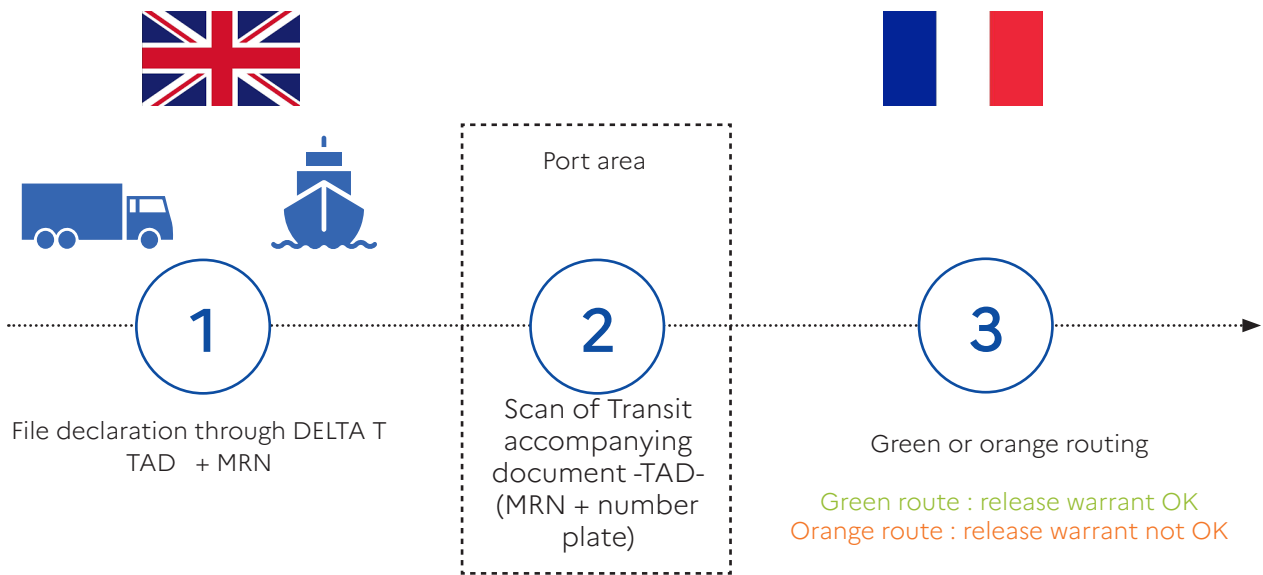 Port area
1
2
3
File declaration through DELTA T
TAD + MRN
Scan of Transit
accompanying
document -TAD-
(MRN + number
plate)
Green or orange routing
Green route : release warrant OK
Orange route : release warrant not OK